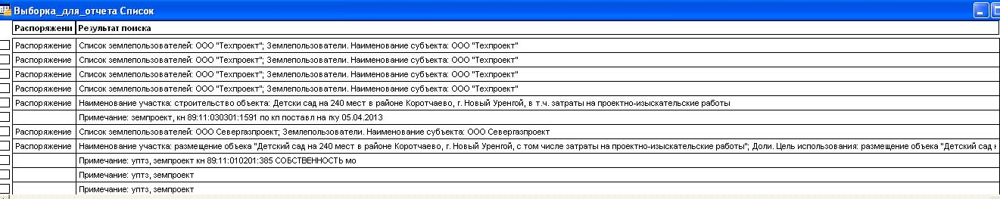 Выборка_для_отчета Список
Распоряжени Результат поиска
Распоряжение Список землепользователей: ООО "Техпроект"; Землепользователи. Наименование субъекта: ООО "Техпроект"
Распоряжение Список землепользователей: ООО "Техпроект"; Землепользователи. Наименование субъекта: ООО "Техпроект"
Распоряжение Список землепользователей: ООО "Техпроект"; Землепользователи. Наименование субъекта: ООО "Техпроект"
Распоряжение Список землепользователей: ООО "Техпроект"; Землепользователи. Наименование субъекта: ООО "Техпроект"
Распоряжение Наименование участка: строительство объекта: Детски сад на 240 мест в районе Коротчаево, г. Новый Уренгой, в т.ч. затраты на проектно-изыскательские работы
Примечание: земпроект, кн 89:11:030301:1591 по кп поставл на гку 05.04.2013
Распоряжение Список землепользователей: ООО Севергазпроект; Землепользователи. Наименование субъекта: ООО Севергазпроект
Распоряжение Наименование участка: размещение объека "Детский сад на 240 мест в районе Коротчаево, г. Новый Уренгой, с том числе затраты на проектно-изыскательские работы"; Доли. Цель использования: размещение объека "Детский сад н
Примечание: уптз, земпроект кн 89:11:010201:385 СОБСТВЕННОСТЬ мо
Примечание: уптз, земпроект
Примечание: уптз, земпроект